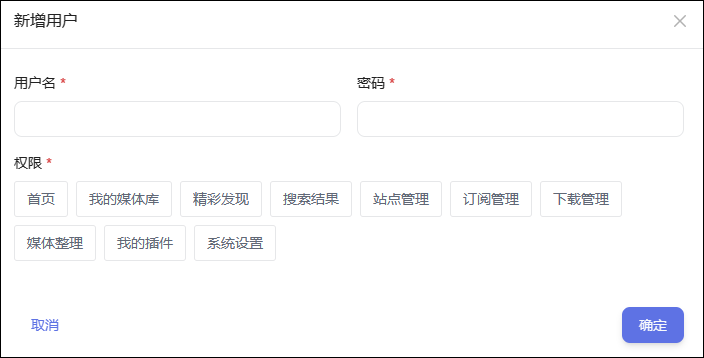 新增用户
用户名 * 密码 *
权限 *
首页 我的媒体库 精彩发现 搜索结果 站点管理 订阅管理 下载管理
媒体整理 我的插件 系统设置
取消 确定